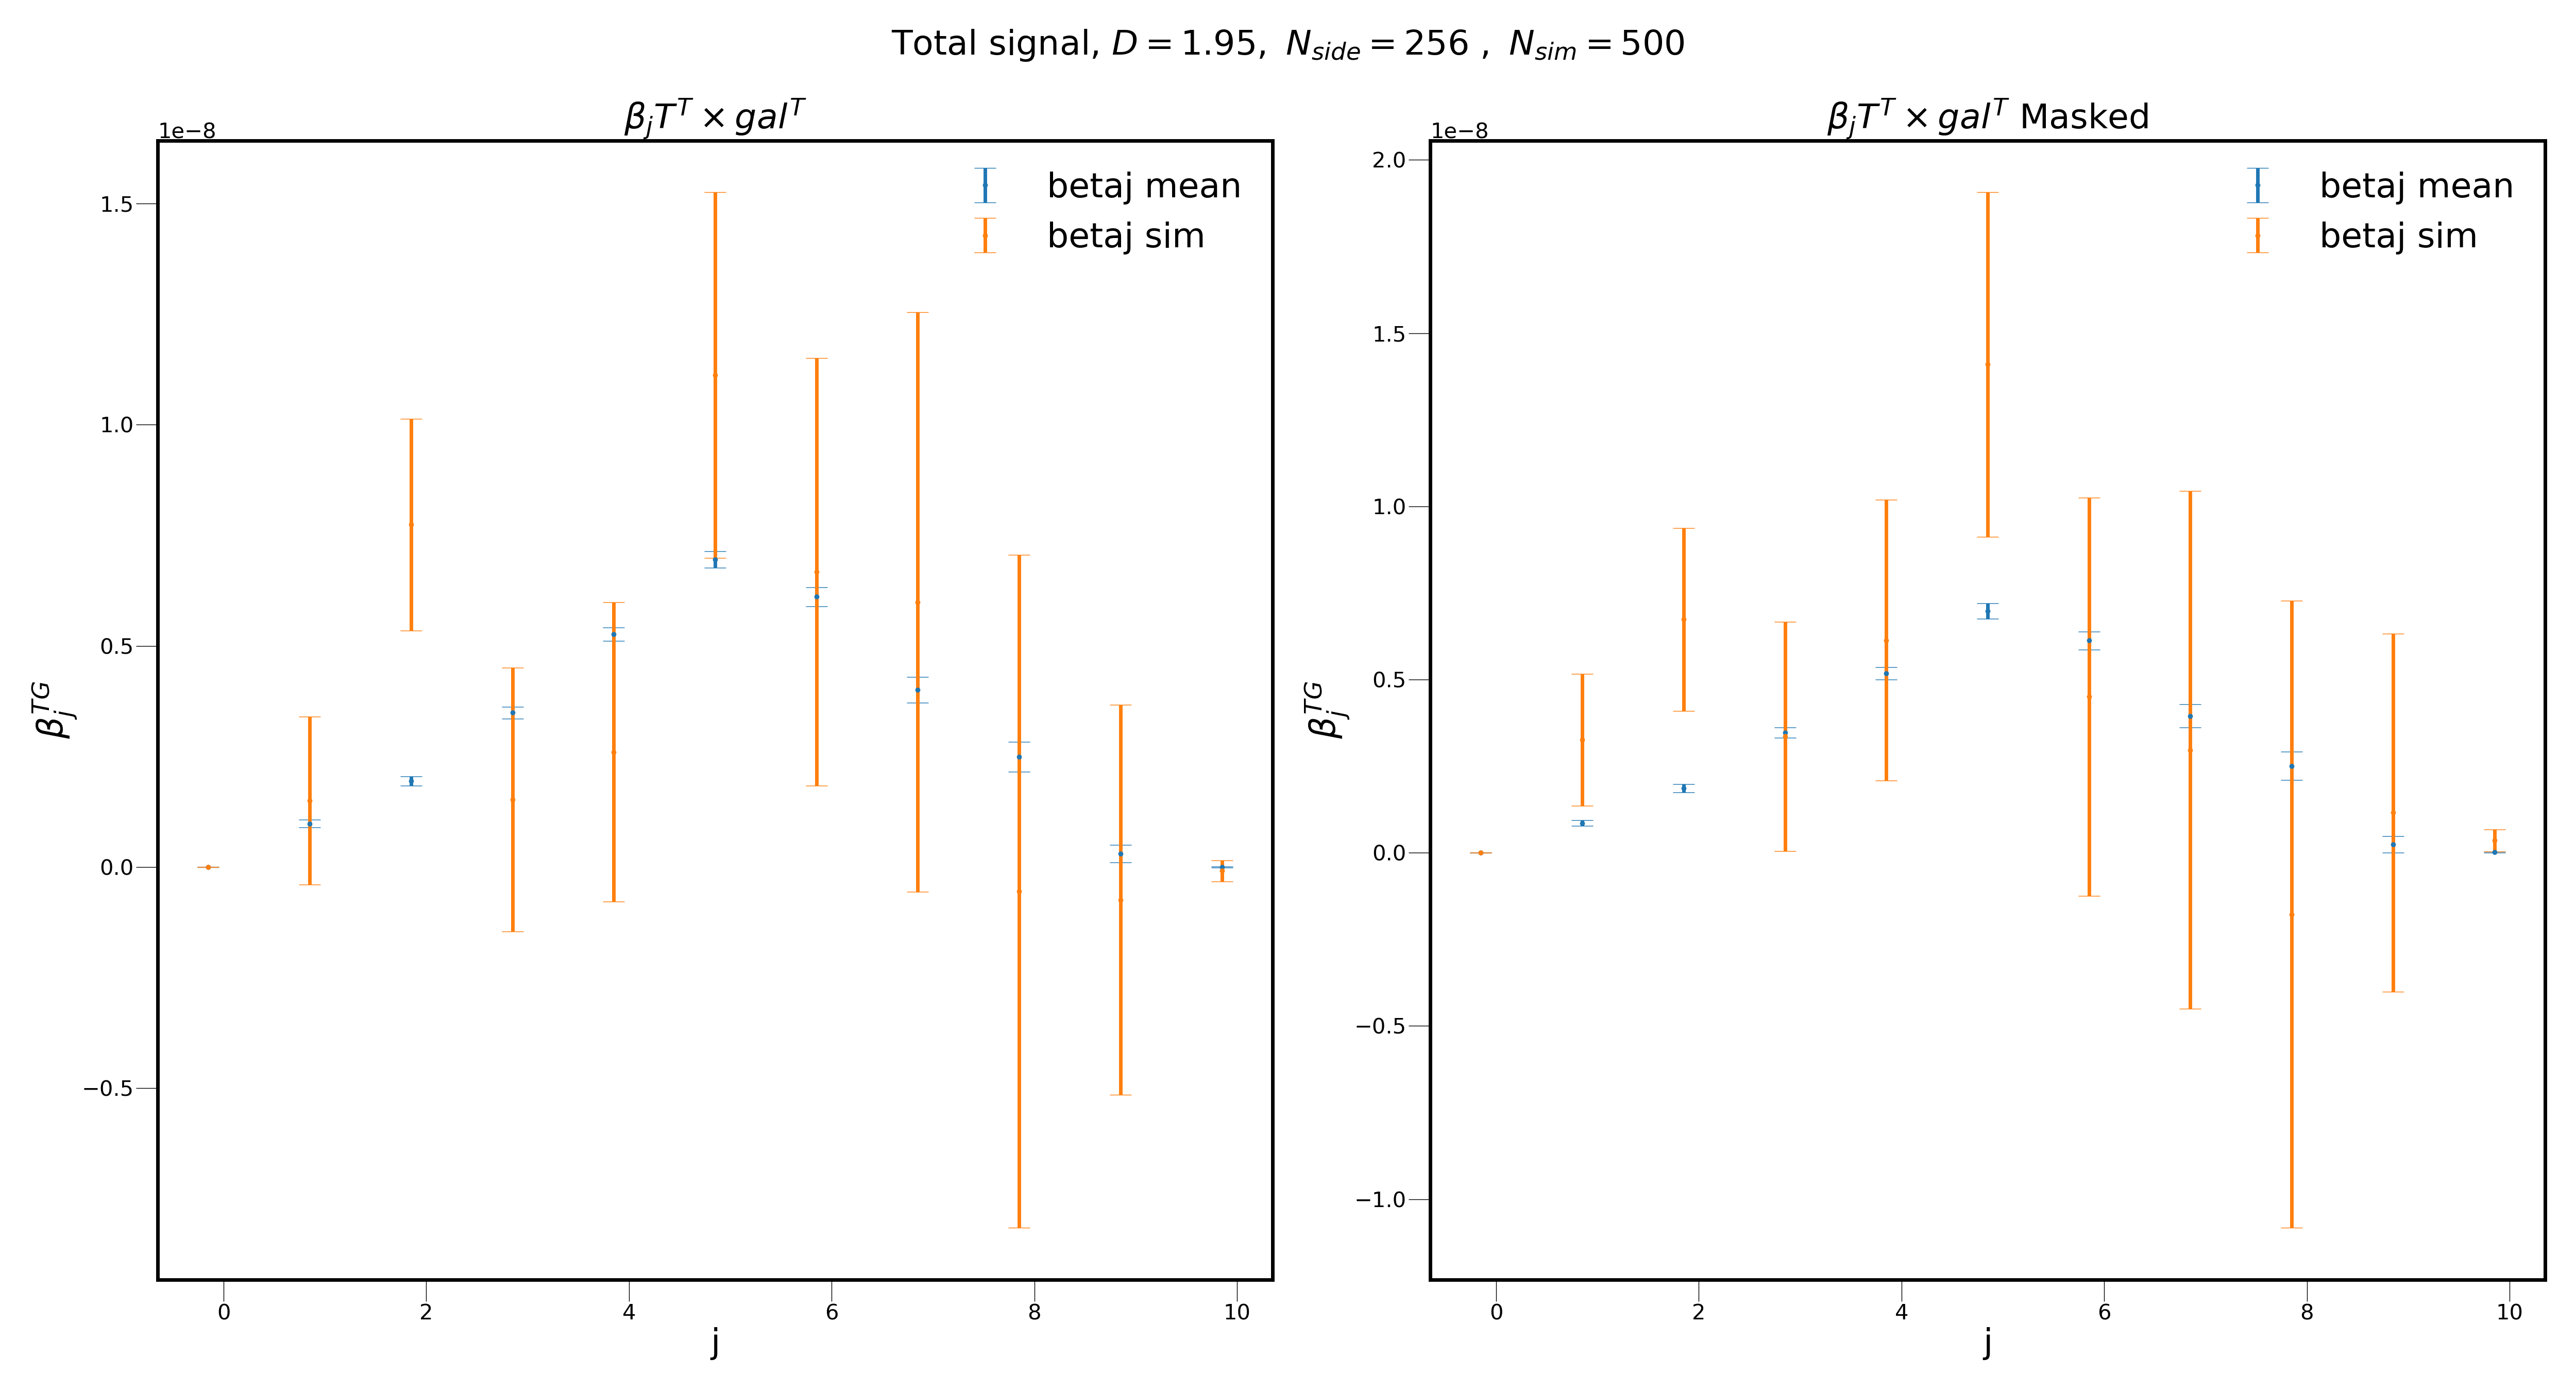 Total signal, D = 1.95, N_side = 256 , N_sim = 500
β_j T^T × gal^T
1e−8
1.5
1.0
0.5
0.0
−0.5
β_j^TG
betaj mean
betaj sim
0 2 4 6 8 10
j
β_j T^T × gal^T Masked
1e−8
2.0
1.5
1.0
0.5
0.0
−0.5
−1.0
β_j^TG
betaj mean
betaj sim
0 2 4 6 8 10
j